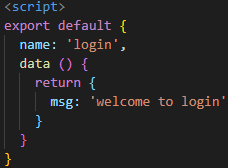 <script>
export default {
  name: 'login',
  data () {
    return {
      msg: 'welcome to login'
    }
  }
}